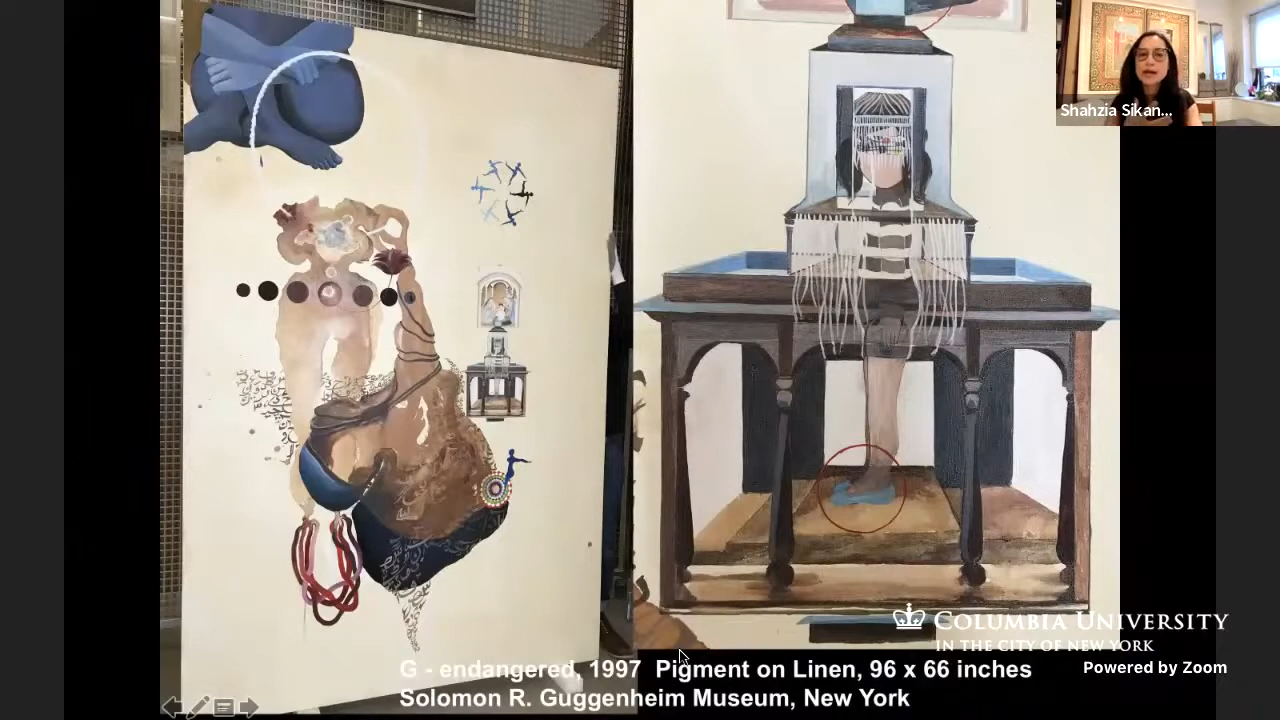 Shahzia Sikan...
COLUMBIA UNIVERSITY
IN THE CITY OF NEW YORK
Powered by Zoom
G - endangered, 1997 Pigment on Linen, 96 x 66 inches
Solomon R. Guggenheim Museum, New York